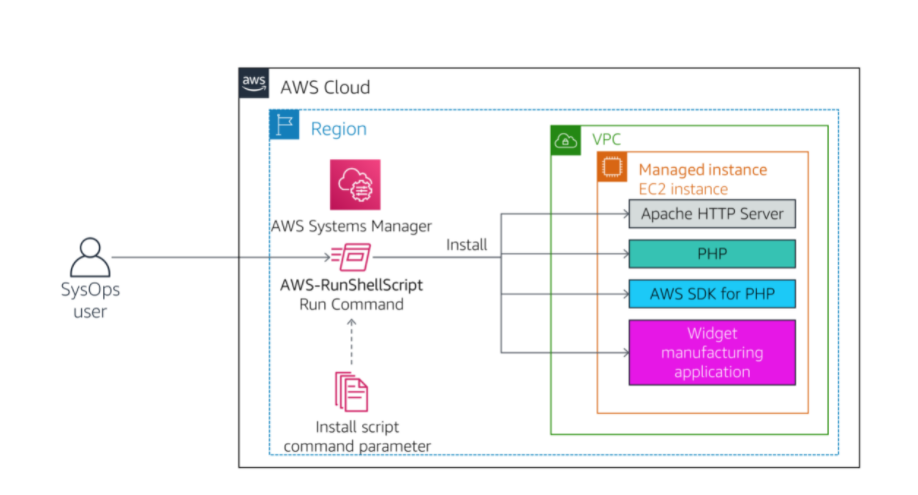 aws
AWS Cloud
Region
VPC
Managed instance
EC2 instance
AWS Systems Manager
Apache HTTP Server
Install
PHP
SysOps
user
AWS-RunShellScript
Run Command
AWS SDK for PHP
Widget
manufacturing
application
Install script
command parameter